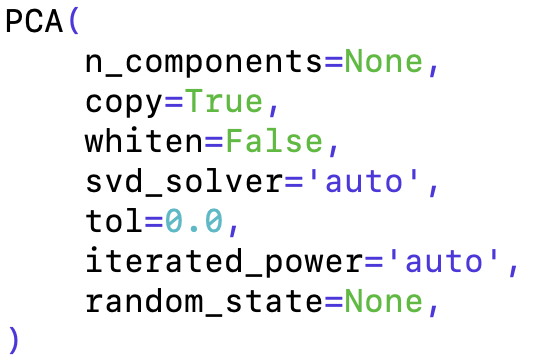 PCA(
    n_components=None,
    copy=True,
    whiten=False,
    svd_solver='auto',
    tol=0.0,
    iterated_power='auto',
    random_state=None,
)